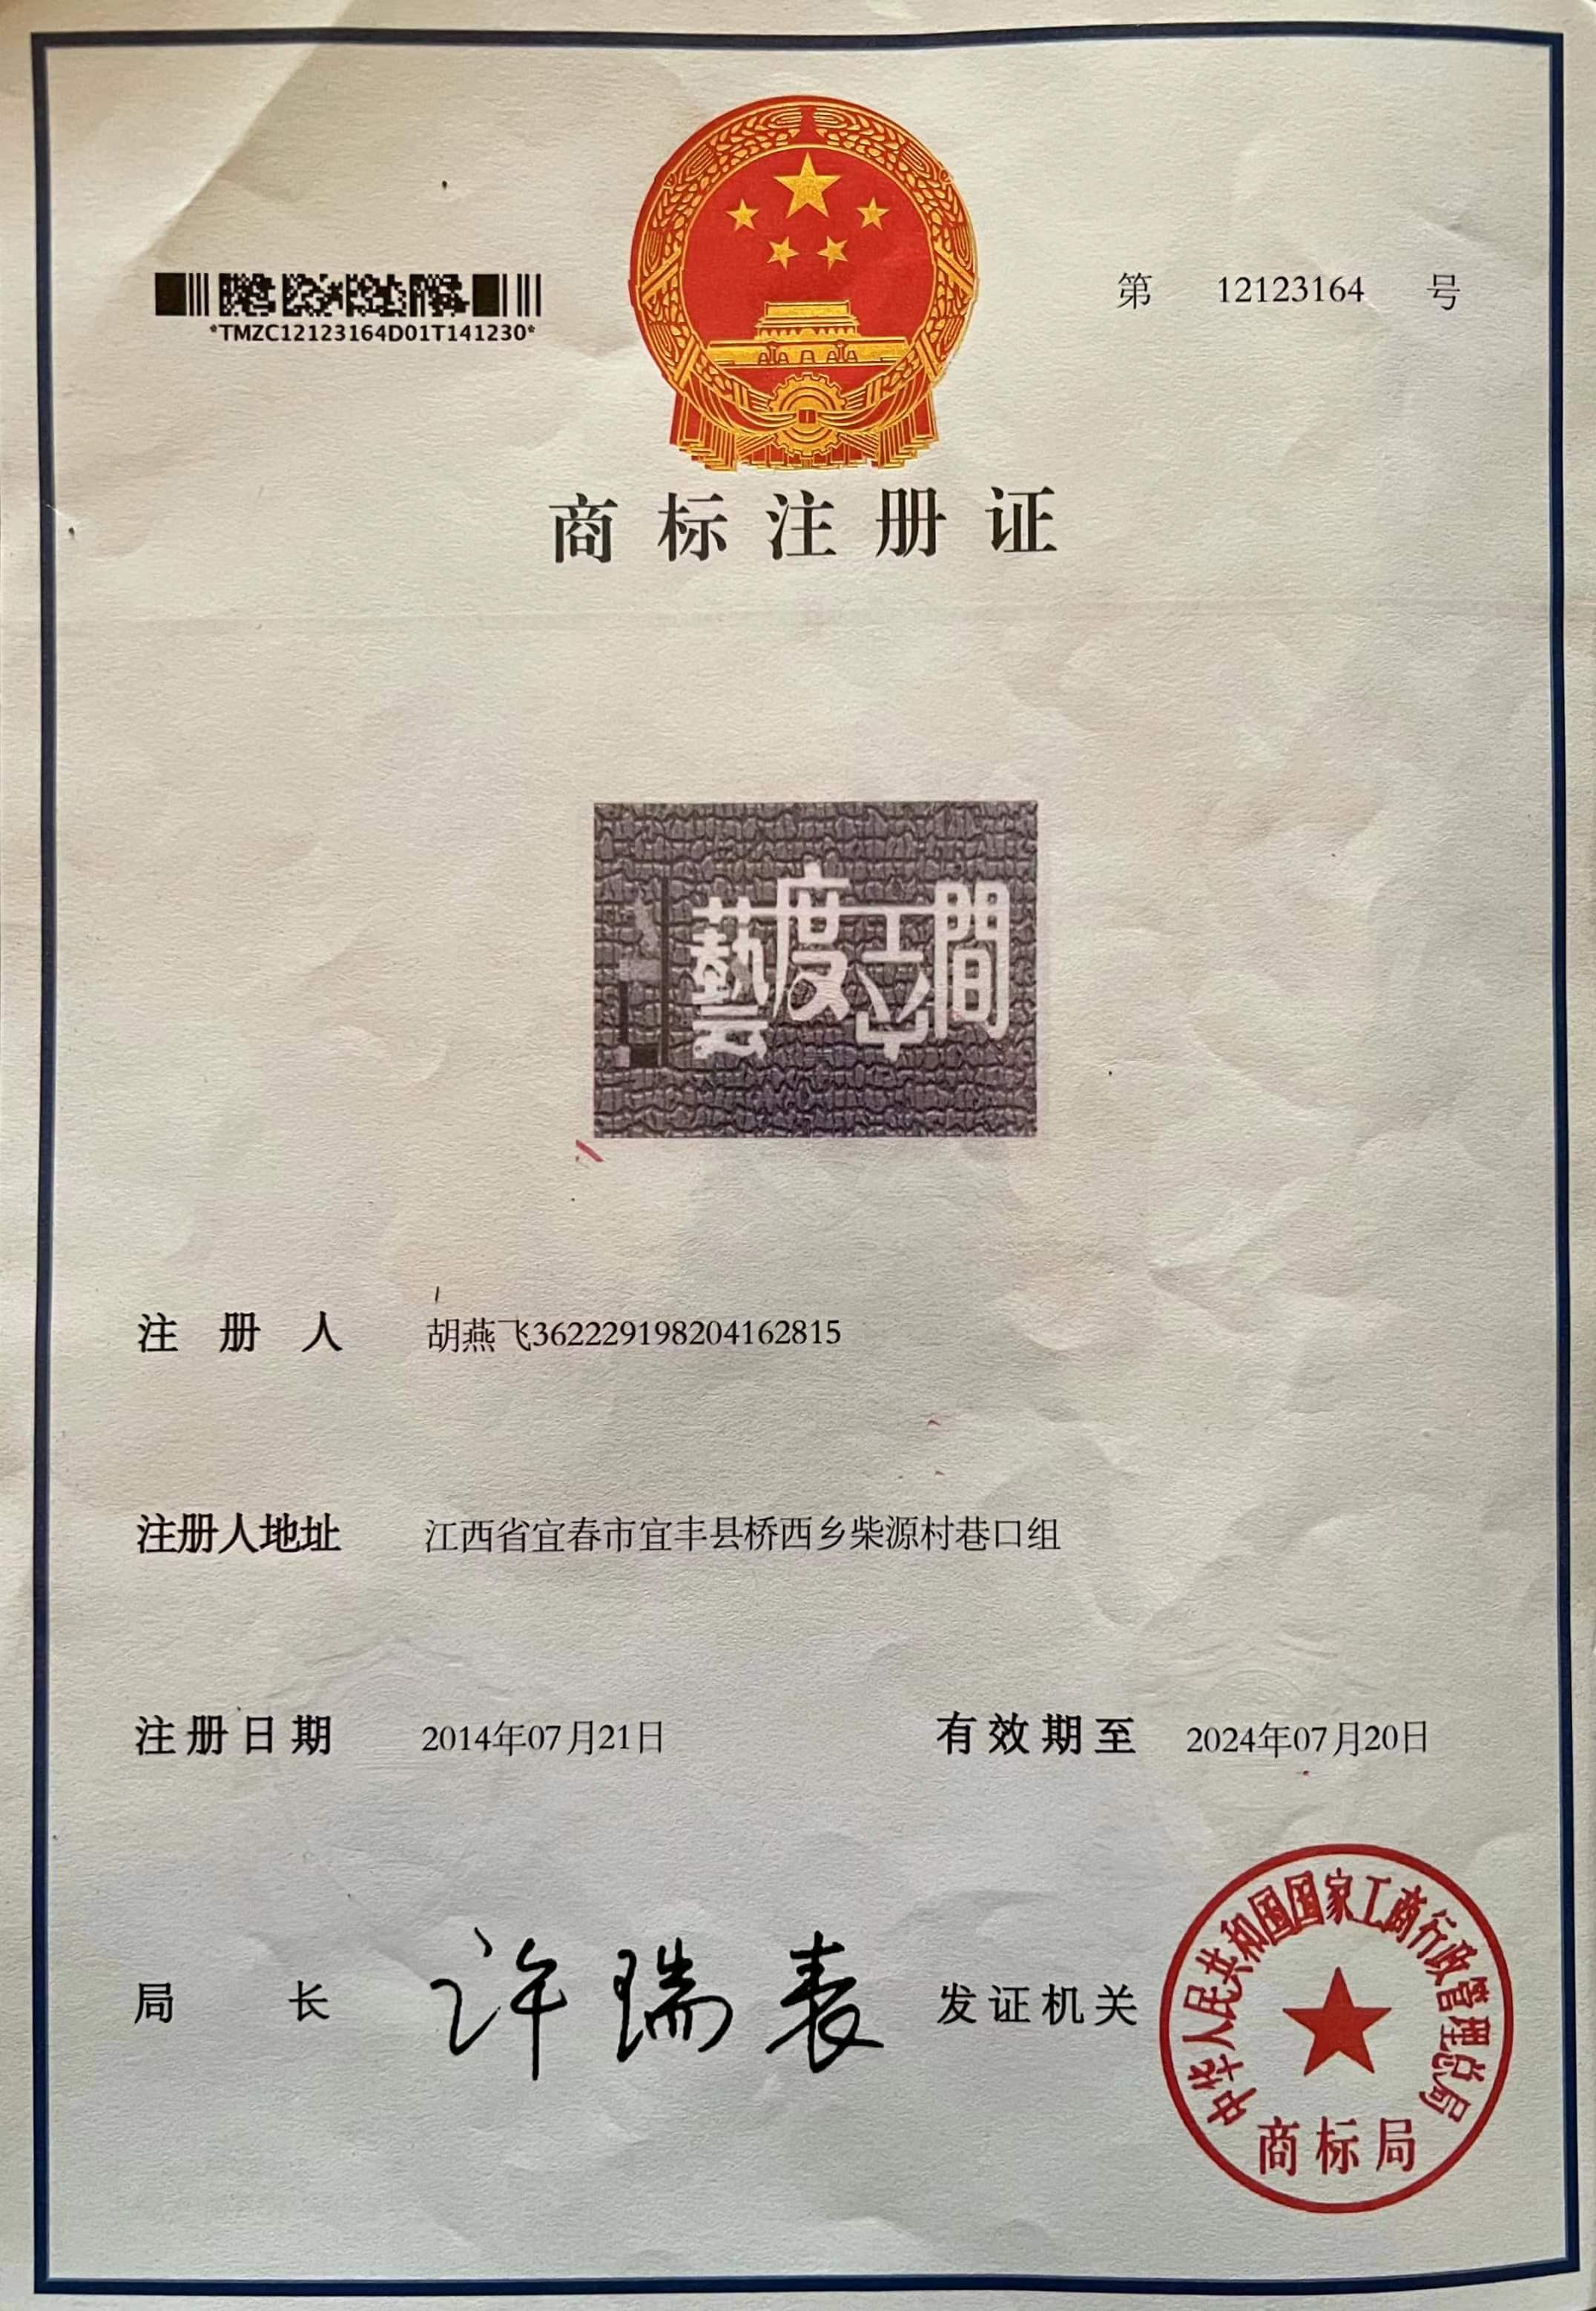 *TMZC12123164D01T141230*
第 12123164 号
商标注册证
藝度空間
注册人 胡燕飞362229198204162815
注册人地址 江西省宜春市宜丰县桥西乡柴源村巷口组
注册日期 2014年07月21日 有效期至 2024年07月20日
局长 许瑞表 发证机关
中华人民共和国国家工商行政管理总局
商标局